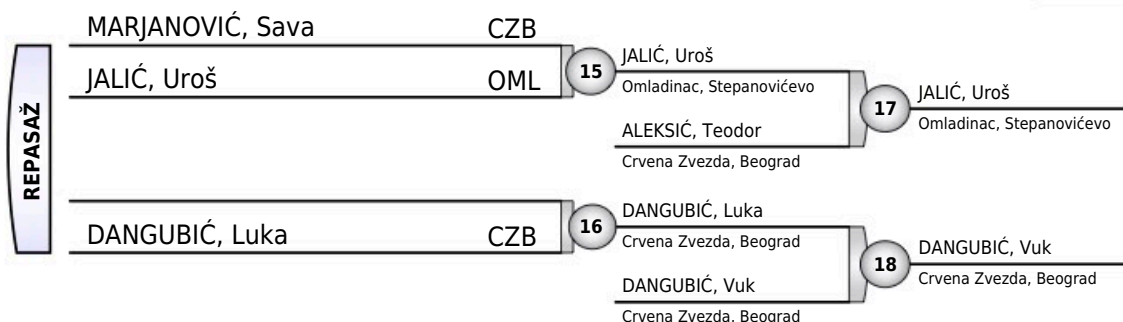 REPASAŽ
MARJANOVIĆ, Sava CZB
JALIĆ, Uroš OML
15
JALIĆ, Uroš
Omladinac, Stepanovićevo
ALEKSIĆ, Teodor
Crvena Zvezda, Beograd
17
JALIĆ, Uroš
Omladinac, Stepanovićevo
DANGUBIĆ, Luka CZB
16
DANGUBIĆ, Luka
Crvena Zvezda, Beograd
DANGUBIĆ, Vuk
Crvena Zvezda, Beograd
18
DANGUBIĆ, Vuk
Crvena Zvezda, Beograd